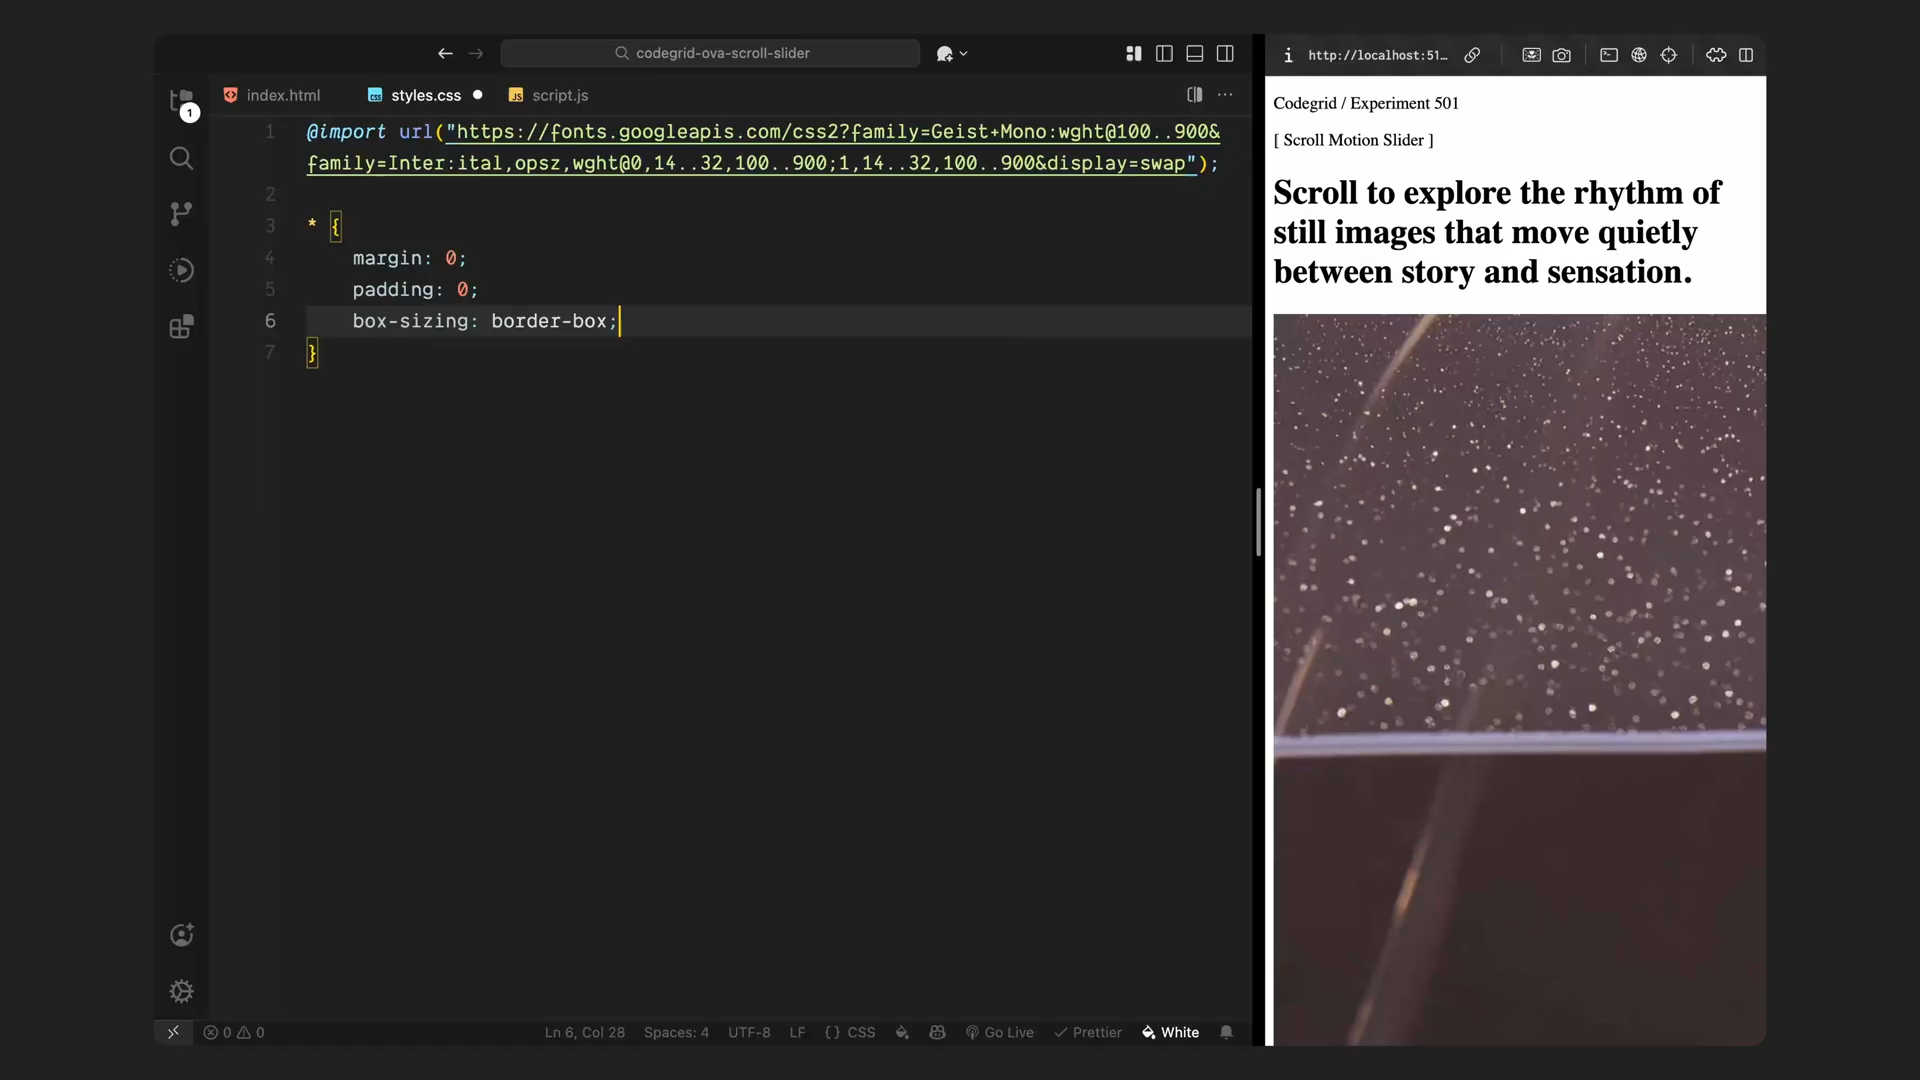 codegrid-ova-scroll-slider
http://localhost:51…
index.html
styles.css
script.js
1
1 @import url("https://fonts.googleapis.com/css2?family=Geist+Mono:wght@100..900&
family=Inter:ital,opsz,wght@0,14..32,100..900;1,14..32,100..900&display=swap");
2
3 * {
4 margin: 0;
5 padding: 0;
6 box-sizing: border-box;
7 }
Codegrid / Experiment 501
[ Scroll Motion Slider ]
Scroll to explore the rhythm of
still images that move quietly
between story and sensation.
0 0 Ln 6, Col 28 Spaces: 4 UTF-8 LF {} CSS Go Live Prettier White